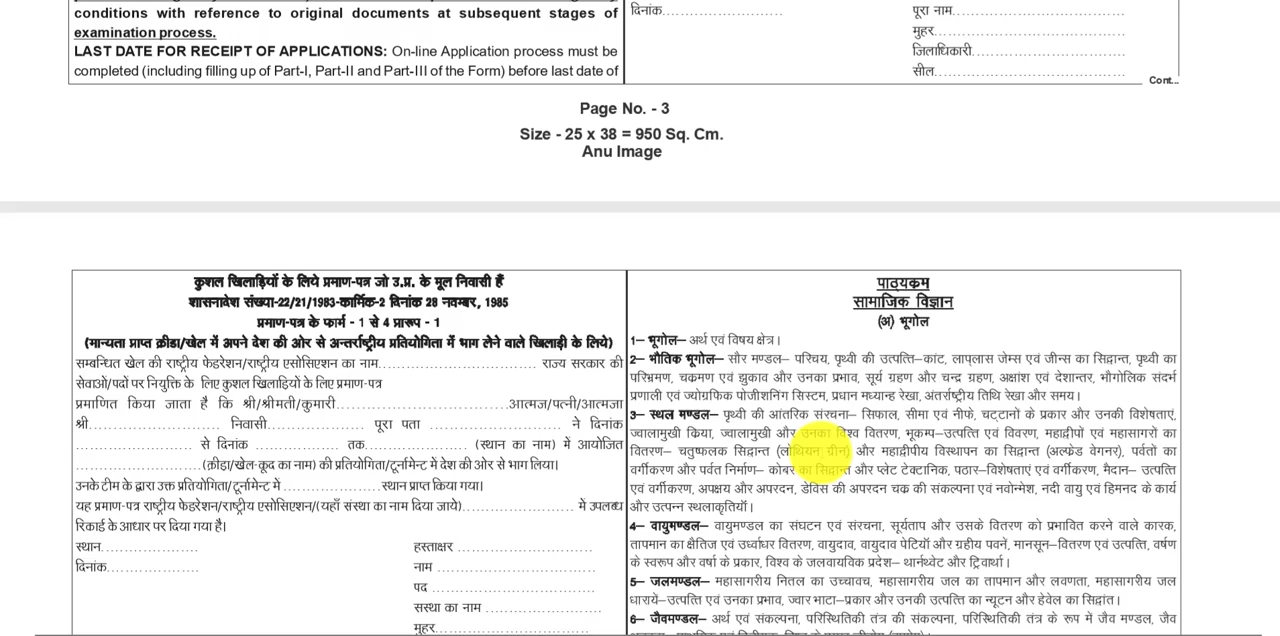 conditions with reference to original documents at subsequent stages of
examination process.
LAST DATE FOR RECEIPT OF APPLICATIONS: On-line Application process must be
completed (including filling up of Part-I, Part-II and Part-III of the Form) before last date of
दिनांक...........................
पूरा नाम.......................................
मुहर...........................................
जिलाधिकारी...................................
सील...........................................
Cont...
Page No. - 3
Size - 25 x 38 = 950 Sq. Cm.
Anu Image
कुशल खिलाड़ियों के लिये प्रमाण-पत्र जो उ.प्र. के मूल निवासी हैं
शासनादेश संख्या-22/21/1983-कार्मिक-2 दिनांक 28 नवम्बर, 1985
प्रमाण-पत्र के फार्म - 1 से 4 प्रारूप - 1
(मान्यता प्राप्त क्रीडा/खेल में अपने देश की ओर से अन्तर्राष्ट्रीय प्रतियोगिता में भाग लेने वाले खिलाड़ी के लिये)
सम्बन्धित खेल की राष्ट्रीय फेडरेशन/राष्ट्रीय एसोसिएशन का नाम................................... राज्य सरकार की
सेवाओं/पदों पर नियुक्ति के लिए कुशल खिलाड़ियों के लिए प्रमाण-पत्र
प्रमाणित किया जाता है कि श्री/श्रीमती/कुमारी......................................आत्मज/पत्नी/आत्मजा
श्री............................. निवासी....................... पूरा पता ............................. ने दिनांक
.......................... से दिनांक ...................... तक....................... (स्थान का नाम) में आयोजित
............................(क्रीडा/खेल-कूद का नाम) की प्रतियोगिता/टूर्नामेन्ट में देश की ओर से भाग लिया।
उनके टीम के द्वारा उक्त प्रतियोगिता/टूर्नामेन्ट में ......................स्थान प्राप्त किया गया।
यह प्रमाण-पत्र राष्ट्रीय फेडरेशन/राष्ट्रीय एसोसिएशन/(यहाँ संस्था का नाम दिया जाये)......................... में उपलब्ध
रिकार्ड के आधार पर दिया गया है।
स्थान......................
हस्ताक्षर ..............................
दिनांक.....................
नाम ...................................
पद ....................................
सस्था का नाम ..........................
मुहर..................................
पाठ्यक्रम
सामाजिक विज्ञान
(अ) भूगोल
1– भूगोल– अर्थ एवं विषय क्षेत्र।
2– भौतिक भूगोल– सौर मण्डल– परिचय, पृथ्वी की उत्पत्ति–कांट, लाप्लास जेम्स एवं जीन्स का सिद्वान्त, पृथ्वी का
परिभ्रमण, चक्रमण एवं झुकाव और उनका प्रभाव, सूर्य ग्रहण और चन्द्र ग्रहण, अक्षांश एवं देशान्तर, भौगोलिक संदर्भ
प्रणाली एवं ज्योग्रफिक पोजीशनिंग सिस्टम, प्रधान मध्यान्ह रेखा, अंतर्राष्ट्रीय तिथि रेखा और समय।
3– स्थल मण्डल– पृथ्वी की आंतरिक संरचना– सिफाल, सीमा एवं नीफे, चट्टानों के प्रकार और उनकी विशेषताएं,
ज्वालामुखी क्रिया, ज्वालामुखी और उनका विश्व वितरण, भूकम्प–उत्पत्ति एवं विवरण, महाद्वीपों एवं महासागरों का
वितरण– चतुष्फलक सिद्वान्त (लोथियन ग्रीन) और महाद्वीपीय विस्थापन का सिद्वान्त (अल्फ्रेड वेगनर), पर्वतों का
वर्गीकरण और पर्वत निर्माण– कोबर का सिद्वान्त और प्लेट टेक्टानिक, पठार–विशेषताएं एवं वर्गीकरण, मैदान– उत्पत्ति
एवं वर्गीकरण, अपक्षय और अपरदन, डेविस की अपरदन चक्र की संकल्पना एवं नवोन्मेश, नदी वायु एवं हिमनद के कार्य
और उत्पन्न स्थलाकृतियॉ।
4– वायुमण्डल– वायुमण्डल का संघटन एवं संरचना, सूर्यताप और उसके वितरण को प्रभावित करने वाले कारक,
तापमान का क्षैतिज एवं उर्ध्वाधर वितरण, वायुदाव, वायुदाव पेटियॉ और ग्रहीय पवनें, मानसून–वितरण एवं उत्पत्ति, वर्षण
के स्वरूप और वर्षा के प्रकार, विश्व के जलवायविक प्रदेश– थार्नथ्वेट और ट्रिवार्था।
5– जलमण्डल– महासागरीय नितल का उच्चावच, महासागरीय जल का तापमान और लवणता, महासागरीय जल
धारायें–उत्पत्ति एवं उनका प्रभाव, ज्वार भाटा–प्रकार और उनकी उत्पत्ति का न्यूटन और हेवेल का सिद्वांत।
6– जैवमण्डल– अर्थ एवं संकल्पना, परिस्थितिकी तंत्र की संकल्पना, परिस्थितिकी तंत्र के रूप में जैव मण्डल, जैव